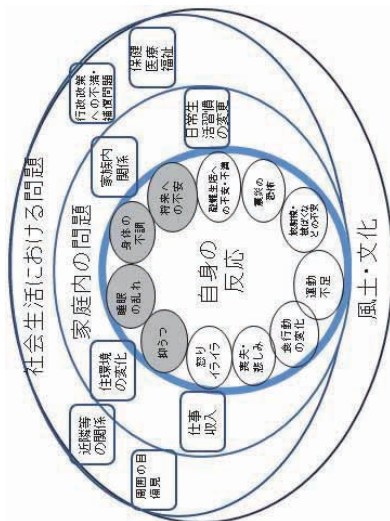 社会生活における問題
家庭内の問題
近隣等
の関係
行政政策
への不満・
補償問題
周囲の目
偏見
住環境
の変化
家族内
関係
保健
医療
福祉
仕事
収入
日常生
活習慣
の変更
自身の
反応
抑うつ
睡眠
の乱れ
身体の
不調
将来へ
の不安
避難生活へ
の不安・不満
震災の
恐怖
放射線・
被ばくな
どの不安
運動
不足
食行動
の変化
喪失・
悲しみ
怒り
イライラ
風土・文化